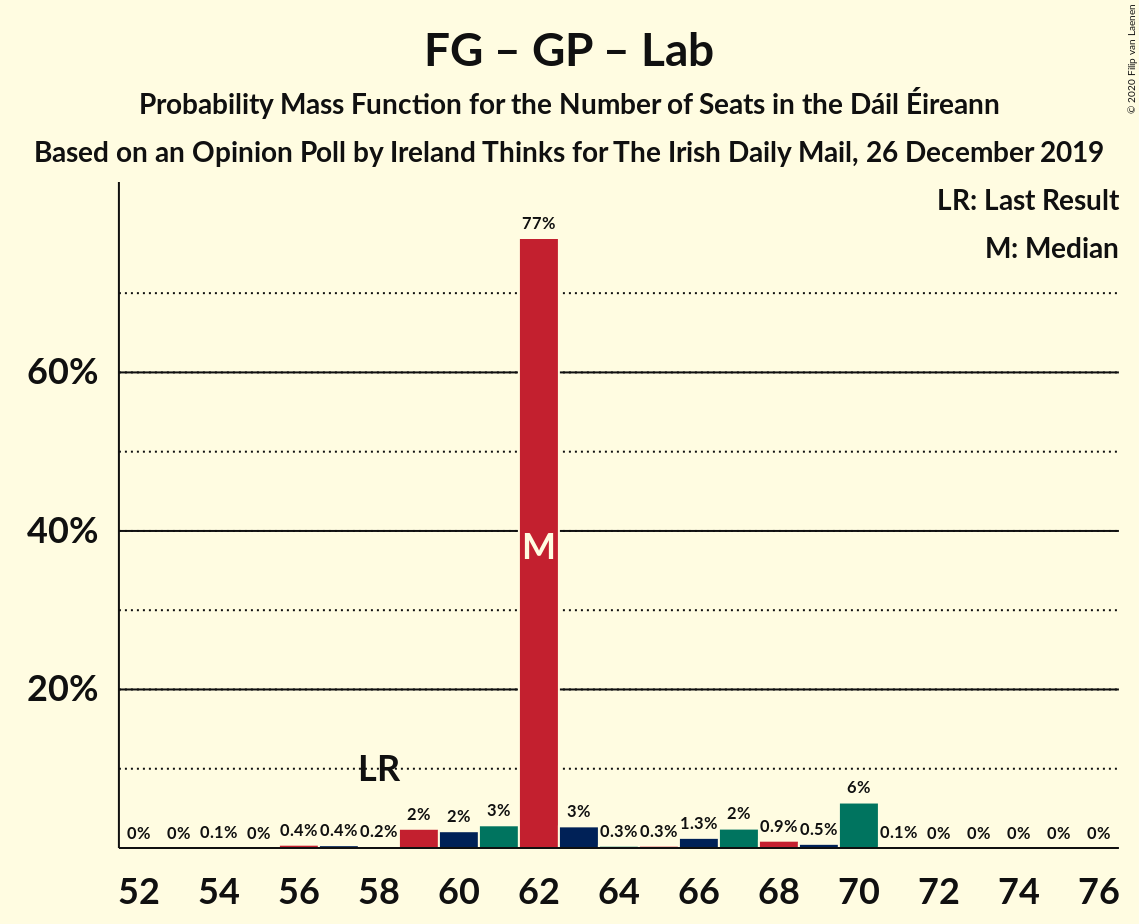 FG – GP – Lab
Probability Mass Function for the Number of Seats in the Dáil Éireann
Based on an Opinion Poll by Ireland Thinks for The Irish Daily Mail, 26 December 2019
© 2020 Filip van Laenen
LR: Last Result
M: Median
77%
60%
M
40%
20%
LR
0% 0% 0.1% 0% 0.4% 0.4% 0.2% 2% 2% 3% 3% 0.3% 0.3% 1.3% 2% 0.9% 0.5% 6% 0.1% 0% 0% 0% 0% 0%
52 54 56 58 60 62 64 66 68 70 72 74 76